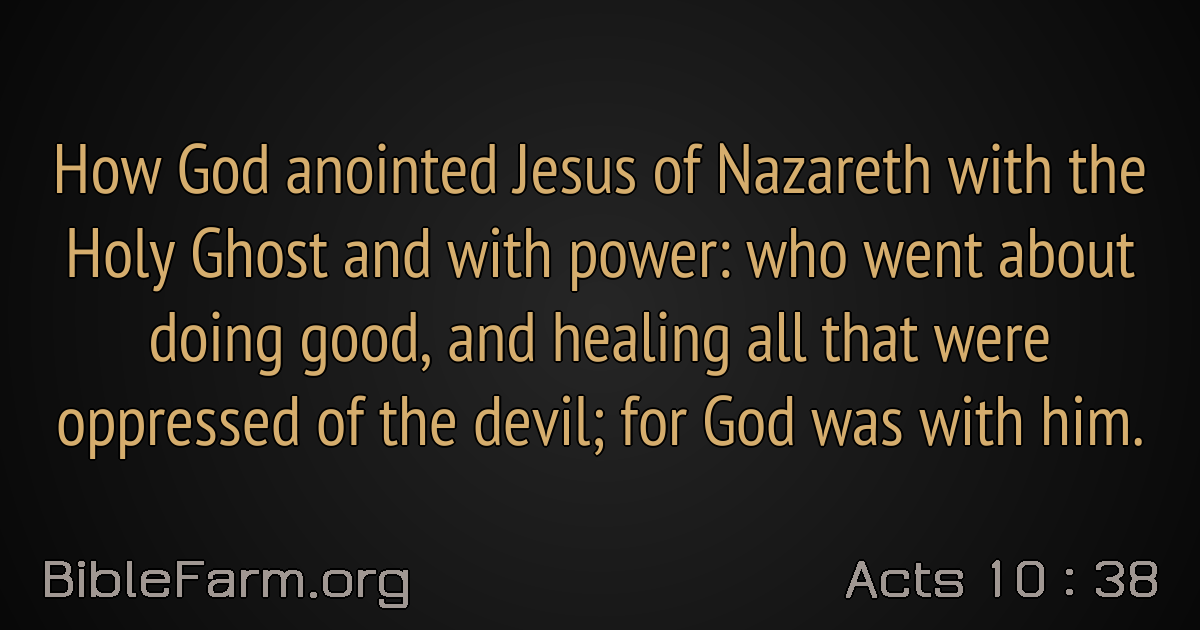 How God anointed Jesus of Nazareth with the
Holy Ghost and with power: who went about
doing good, and healing all that were
oppressed of the devil; for God was with him.
BibleFarm.org
Acts 10 : 38